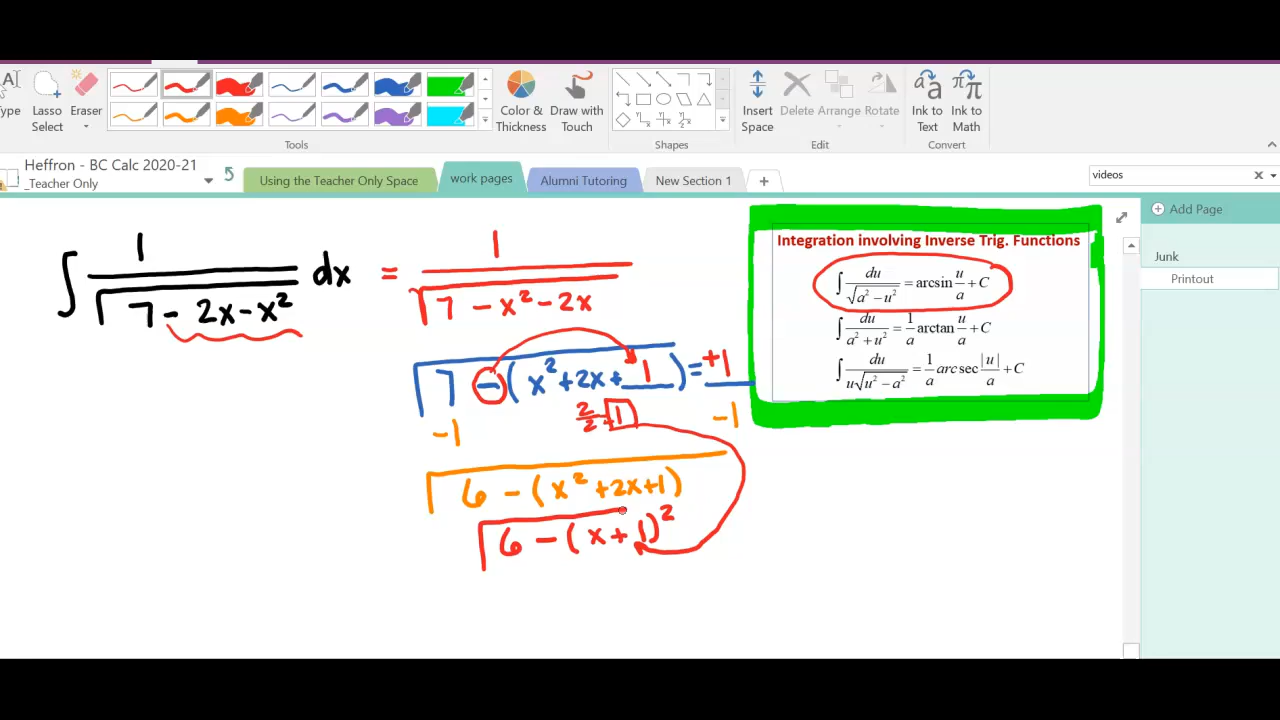 Type
Lasso Select
Eraser
Color & Thickness
Draw with Touch
Insert Space
Delete
Arrange
Rotate
Ink to Text
Ink to Math
Tools
Shapes
Edit
Convert
Heffron - BC Calc 2020-21
_Teacher Only
Using the Teacher Only Space
work pages
Alumni Tutoring
New Section 1
+
videos
Add Page
Junk
Printout
∫ 1/√(7 - 2x - x²) dx = 1/√(7 - x² - 2x)
√(7 - (x² + 2x + 1) = +1
2/2 1
-1 -1
√(6 - (x² + 2x + 1)
√(6 - (x + 1)²
Integration involving Inverse Trig. Functions
∫ du/√(a² - u²) = arcsin u/a + C
∫ du/(a² + u²) = 1/a arctan u/a + C
∫ du/(u√(u² - a²)) = 1/a arcsec |u|/a + C